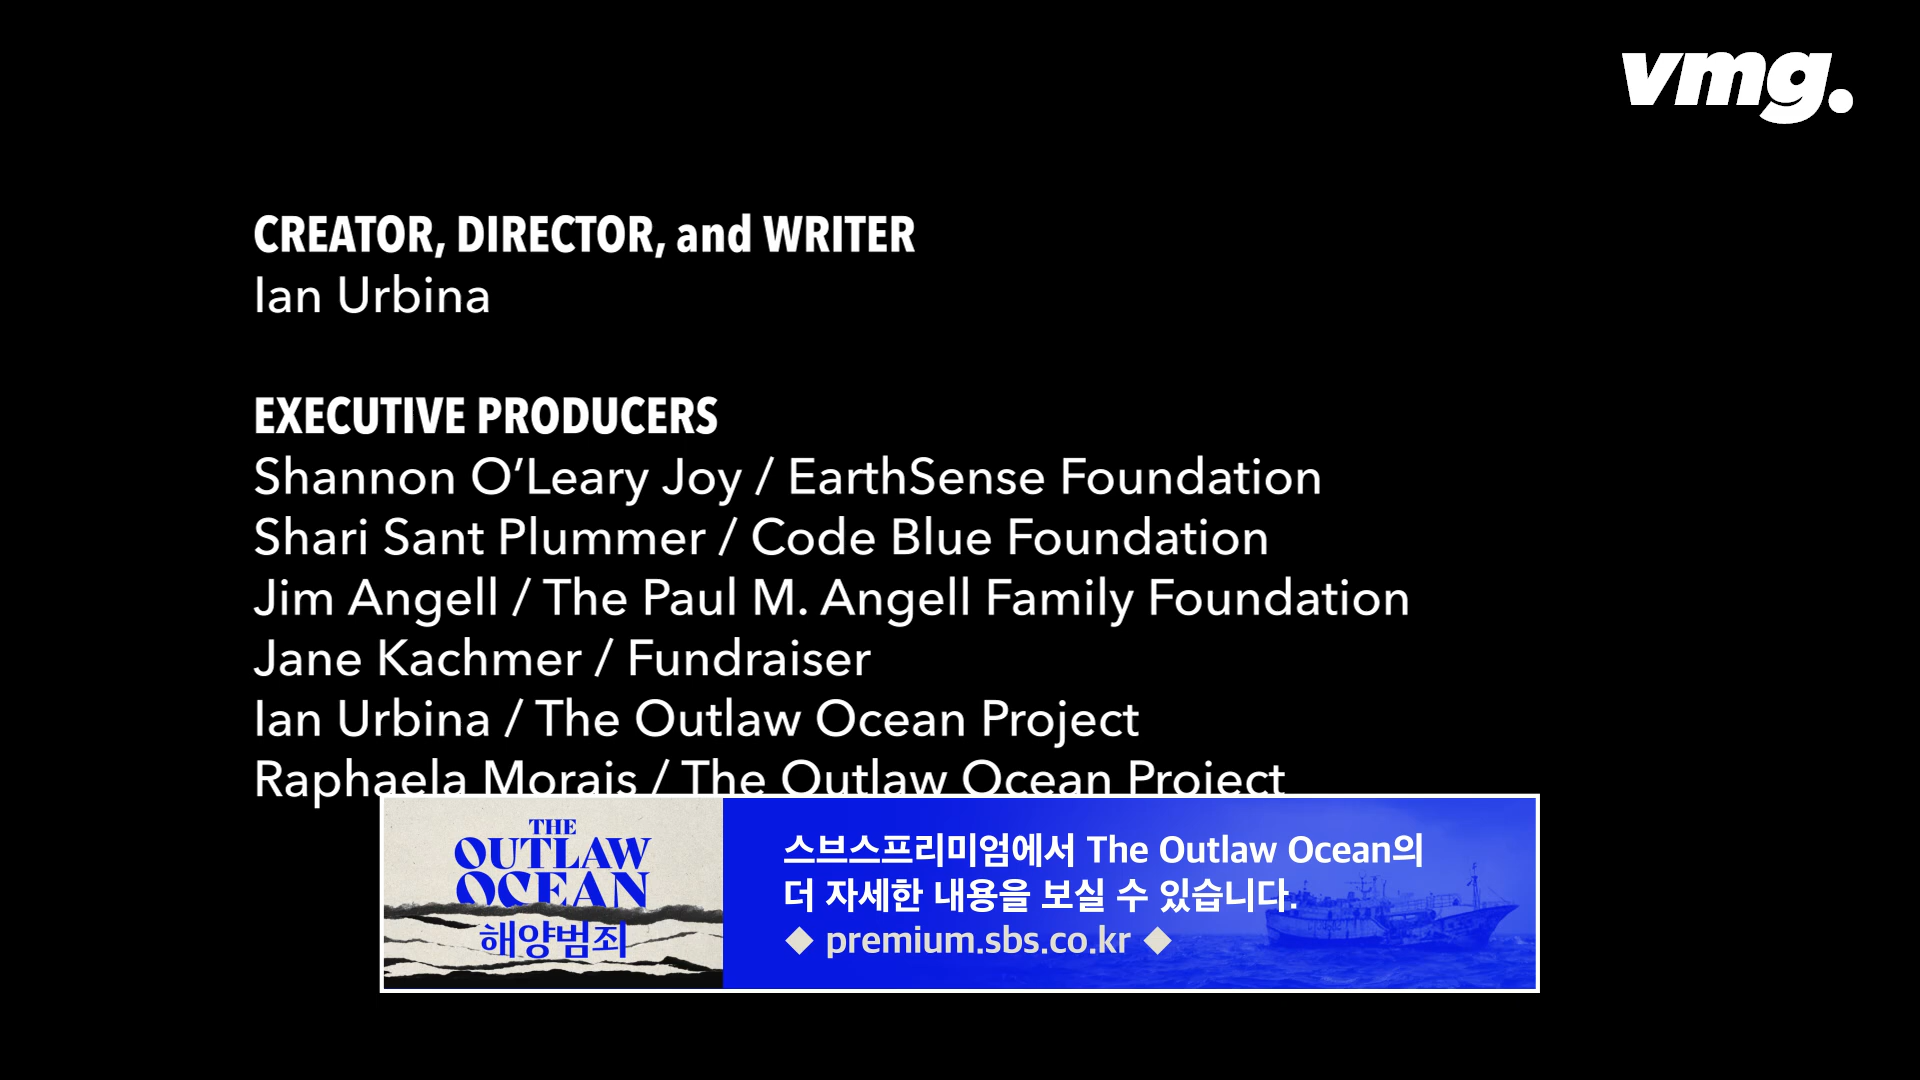 vmg.
CREATOR, DIRECTOR, and WRITER
Ian Urbina
EXECUTIVE PRODUCERS
Shannon O’Leary Joy / EarthSense Foundation
Shari Sant Plummer / Code Blue Foundation
Jim Angell / The Paul M. Angell Family Foundation
Jane Kachmer / Fundraiser
Ian Urbina / The Outlaw Ocean Project
Raphaela Morais / The Outlaw Ocean Project
THE
OUTLAW
OCEAN
해양범죄
스브스프리미엄에서 The Outlaw Ocean의
더 자세한 내용을 보실 수 있습니다.
◆ premium.sbs.co.kr ◆